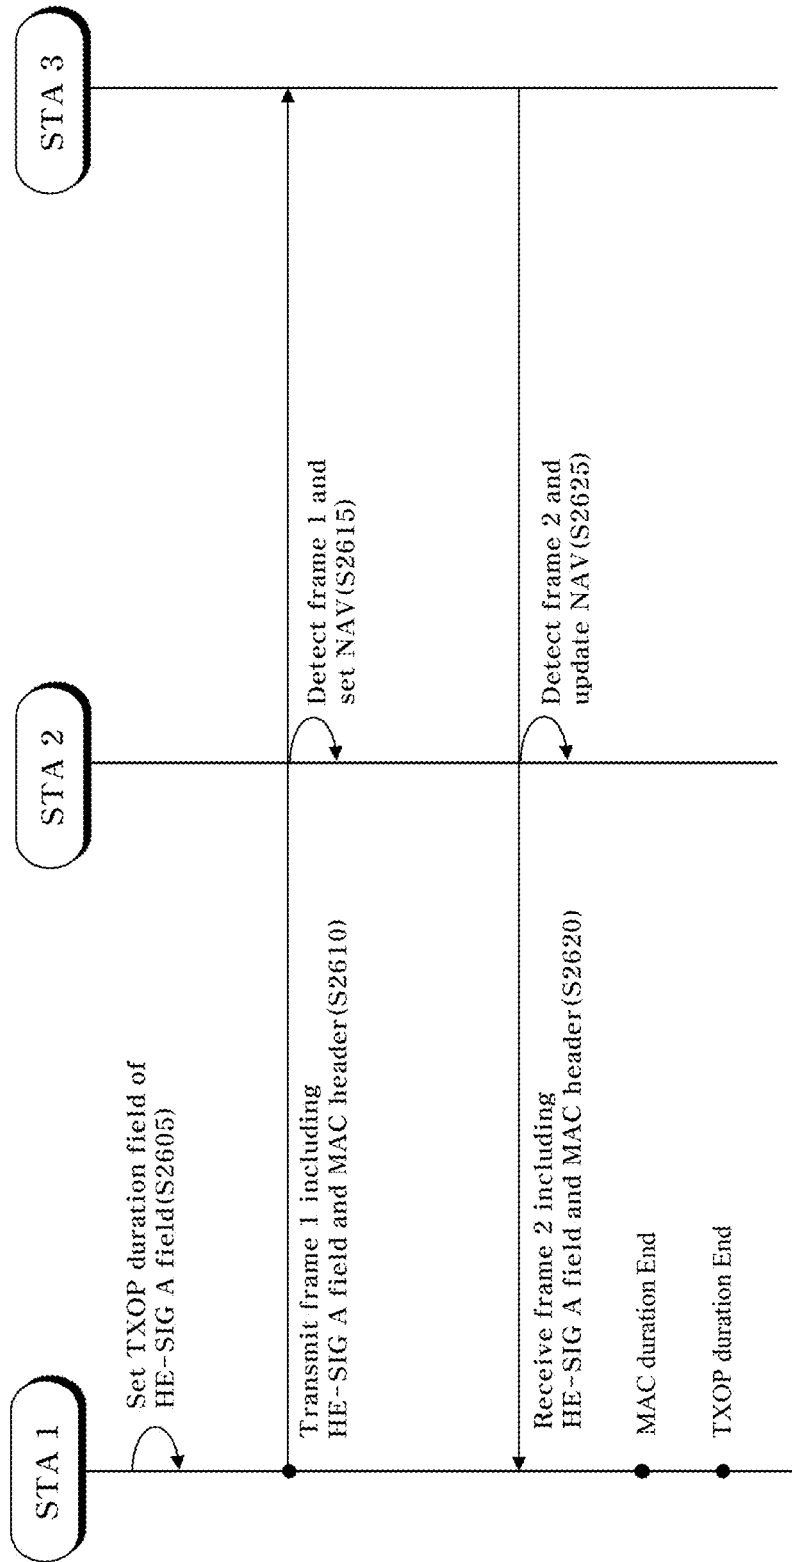 STA 1
STA 2
STA 3
Set TXOP duration field of
HE-SIG A field(S2605)
Transmit frame 1 including
HE-SIG A field and MAC header(S2610)
Detect frame 1 and
set NAV(S2615)
Receive frame 2 including
HE-SIG A field and MAC header(S2620)
Detect frame 2 and
update NAV(S2625)
MAC duration End
TXOP duration End